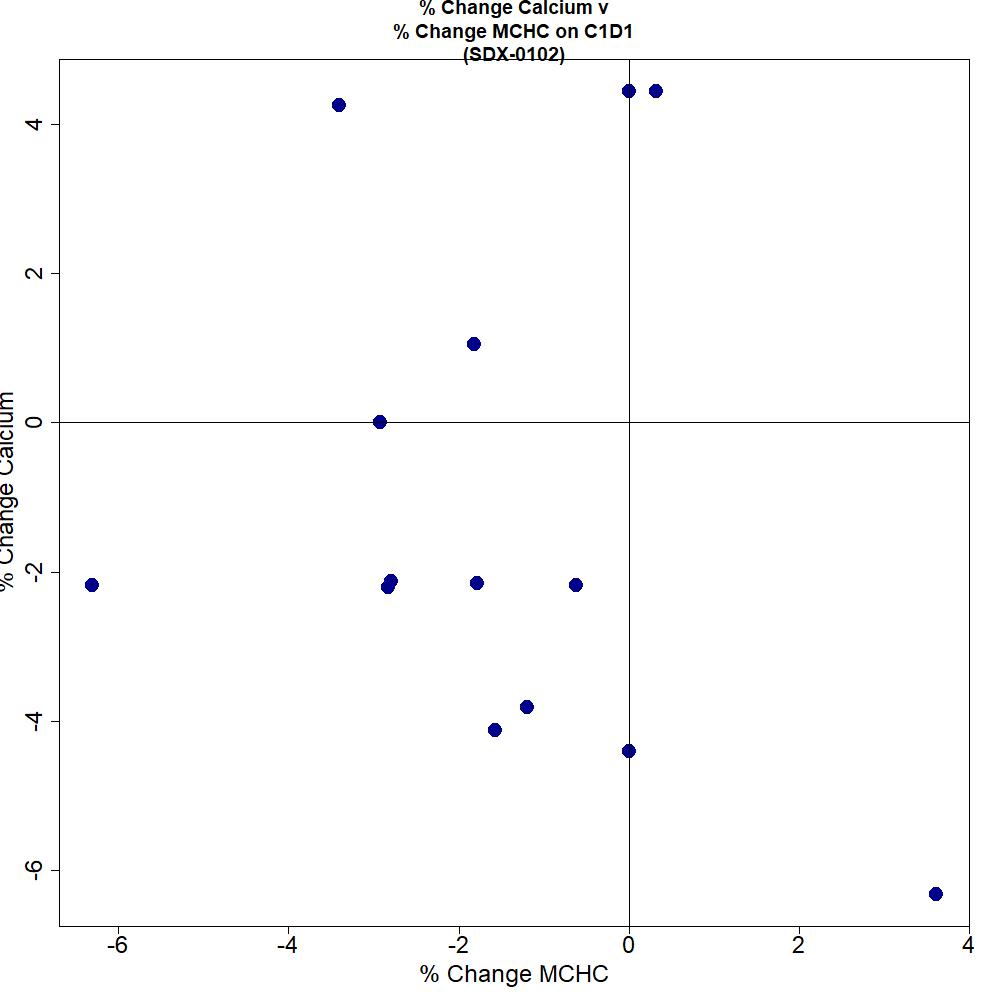 % Change Calcium v
% Change MCHC on C1D1
(SDX-0102)
% Change Calcium
4
2
0
-2
-4
-6
-6
-4
-2
0
2
4
% Change MCHC